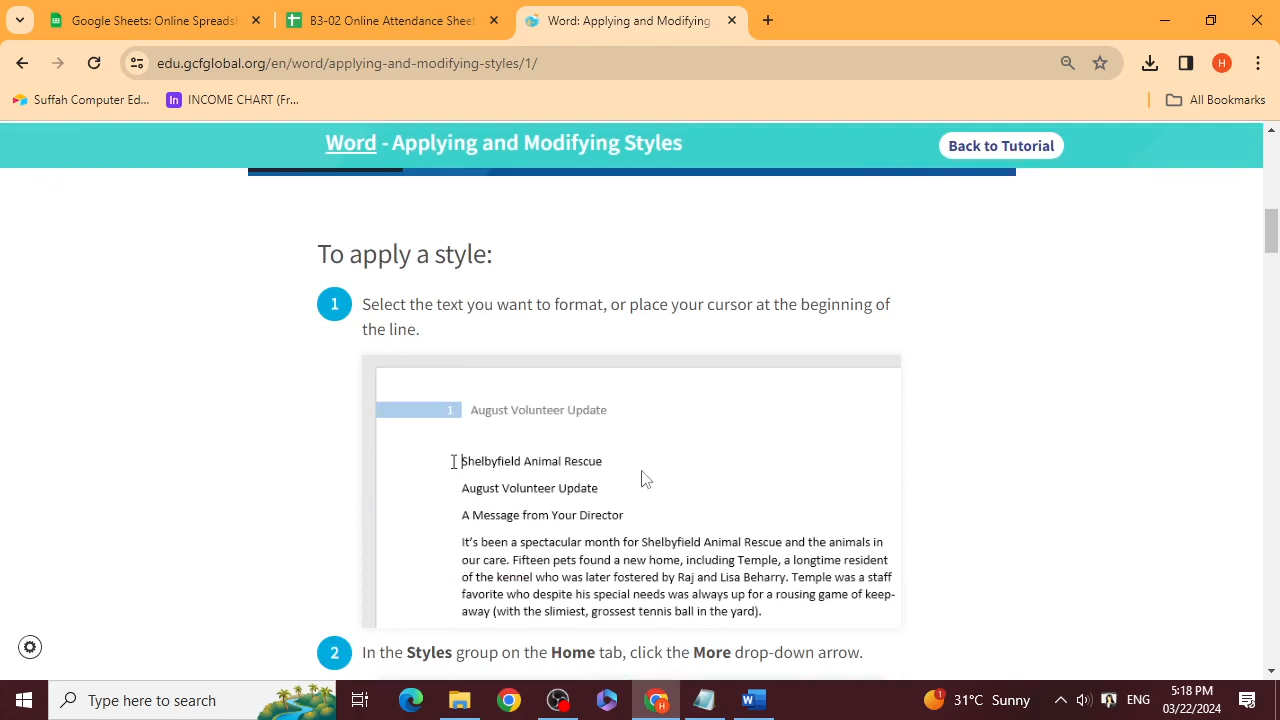 Google Sheets: Online Spreads
B3-02 Online Attendance Sheet
Word: Applying and Modifying
edu.gcfglobal.org/en/word/applying-and-modifying-styles/1/
H
Suffah Computer Ed...
In
INCOME CHART (Fr...
All Bookmarks
Word - Applying and Modifying Styles
Back to Tutorial
To apply a style:
1
Select the text you want to format, or place your cursor at the beginning of
the line.
1 August Volunteer Update
Shelbyfield Animal Rescue
August Volunteer Update
A Message from Your Director
It's been a spectacular month for Shelbyfield Animal Rescue and the animals in
our care. Fifteen pets found a new home, including Temple, a longtime resident
of the kennel who was later fostered by Raj and Lisa Beharry. Temple was a staff
favorite who despite his special needs was always up for a rousing game of keep-
away (with the slimiest, grossest tennis ball in the yard).
2
In the Styles group on the Home tab, click the More drop-down arrow.
Type here to search
H
W
1
31°C Sunny
ENG
5:18 PM
03/22/2024